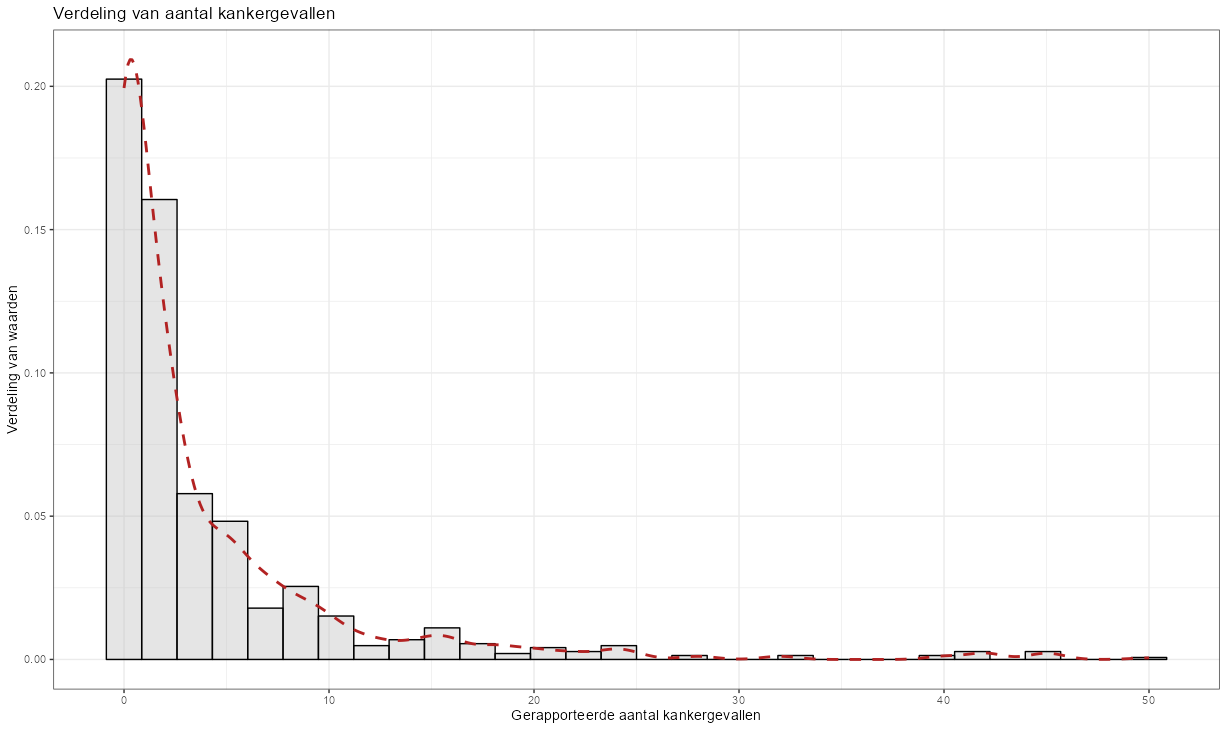 Verdeling van aantal kankergevallen
Verdeling van waarden
0.20
0.15
0.10
0.05
0.00
0 10 20 30 40 50
Gerapporteerde aantal kankergevallen